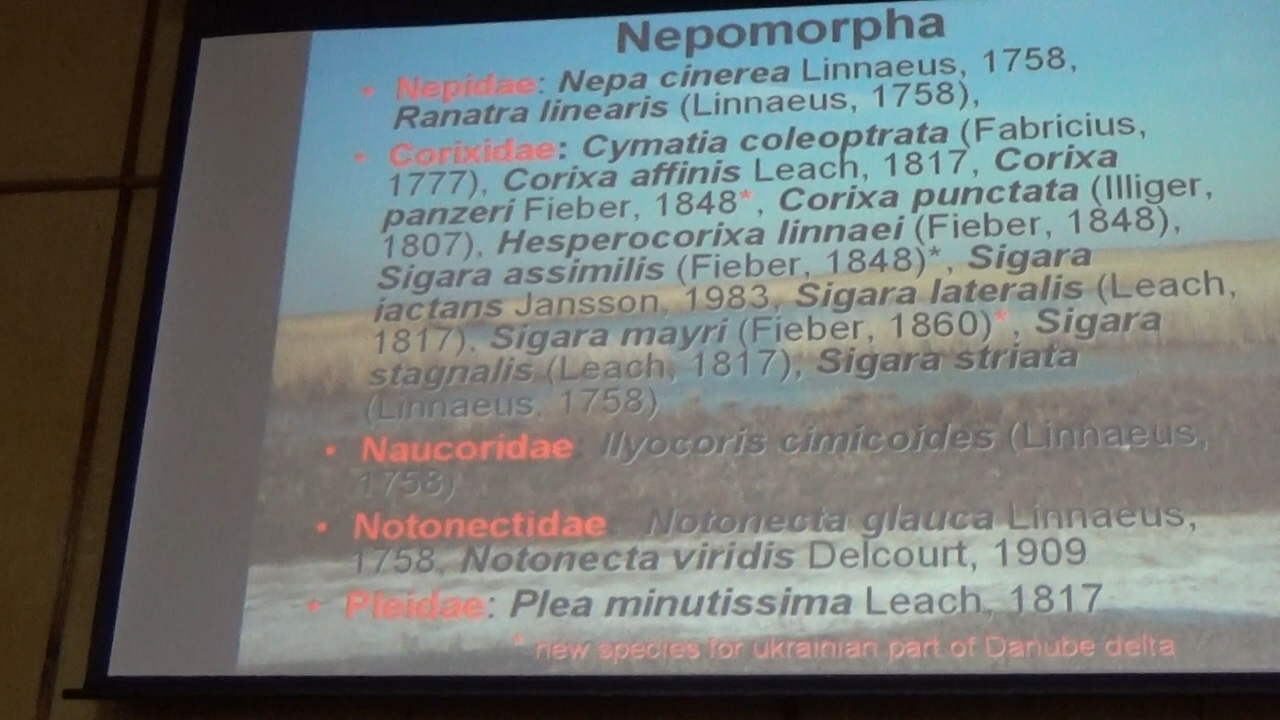 Nepomorpha
• Nepidae: Nepa cinerea Linnaeus, 1758,
Ranatra linearis (Linnaeus, 1758),
• Corixidae: Cymatia coleoptrata (Fabricius,
1777), Corixa affinis Leach, 1817, Corixa
panzeri Fieber, 1848*, Corixa punctata (Illiger,
1807), Hesperocorixa linnaei (Fieber, 1848),
Sigara assimilis (Fieber, 1848)*, Sigara
iactans Jansson, 1983, Sigara lateralis (Leach,
1817), Sigara mayri (Fieber, 1860)*, Sigara
stagnalis (Leach, 1817), Sigara striata
(Linnaeus, 1758)
• Naucoridae: Ilyocoris cimicoides (Linnaeus,
1758)
• Notonectidae: Notonecta glauca Linnaeus,
1758, Notonecta viridis Delcourt, 1909
• Pleidae: Plea minutissima Leach, 1817
* new species for ukrainian part of Danube delta